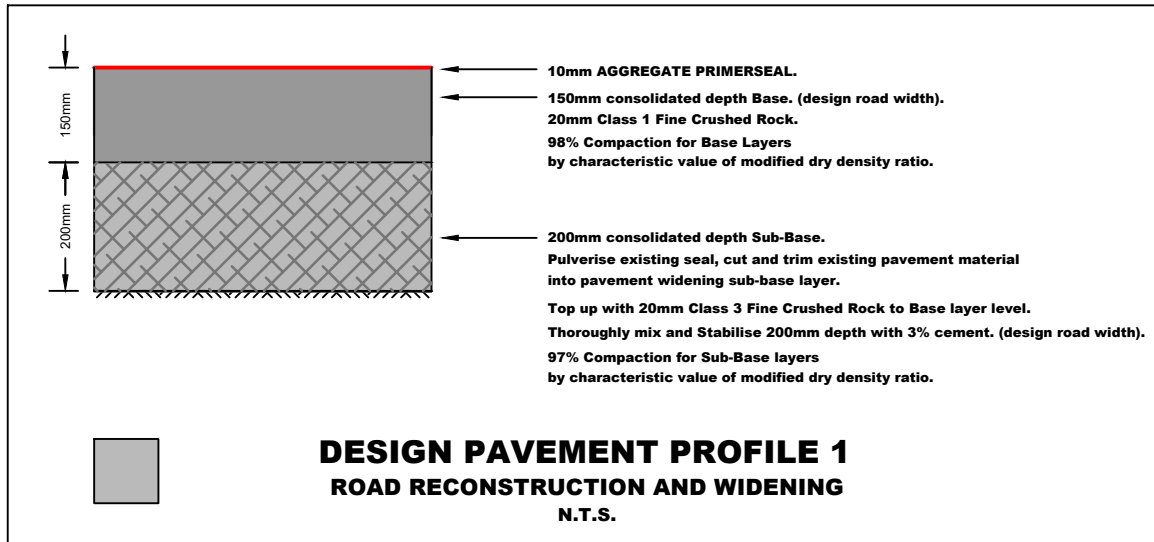 150mm
200mm
10mm AGGREGATE PRIMERSEAL.
150mm consolidated depth Base. (design road width).
20mm Class 1 Fine Crushed Rock.
98% Compaction for Base Layers
by characteristic value of modified dry density ratio.
200mm consolidated depth Sub-Base.
Pulverise existing seal, cut and trim existing pavement material
into pavement widening sub-base layer.
Top up with 20mm Class 3 Fine Crushed Rock to Base layer level.
Thoroughly mix and Stabilise 200mm depth with 3% cement. (design road width).
97% Compaction for Sub-Base layers
by characteristic value of modified dry density ratio.
DESIGN PAVEMENT PROFILE 1
ROAD RECONSTRUCTION AND WIDENING
N.T.S.